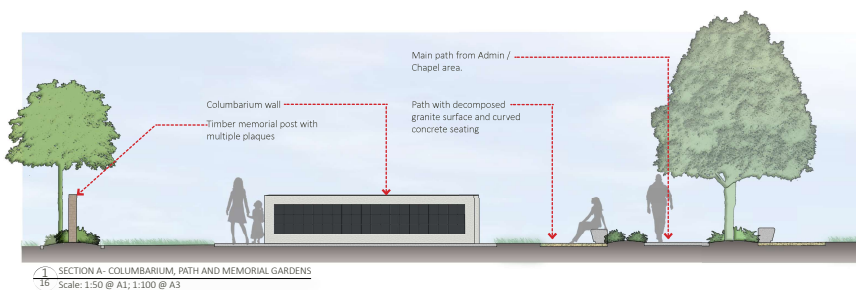 Main path from Admin /
Chapel area.
Columbarium wall
Timber memorial post with
multiple plaques
Path with decomposed
granite surface and curved
concrete seating
1
16
SECTION A- COLUMBARIUM, PATH AND MEMORIAL GARDENS
Scale: 1:50 @ A1; 1:100 @ A3